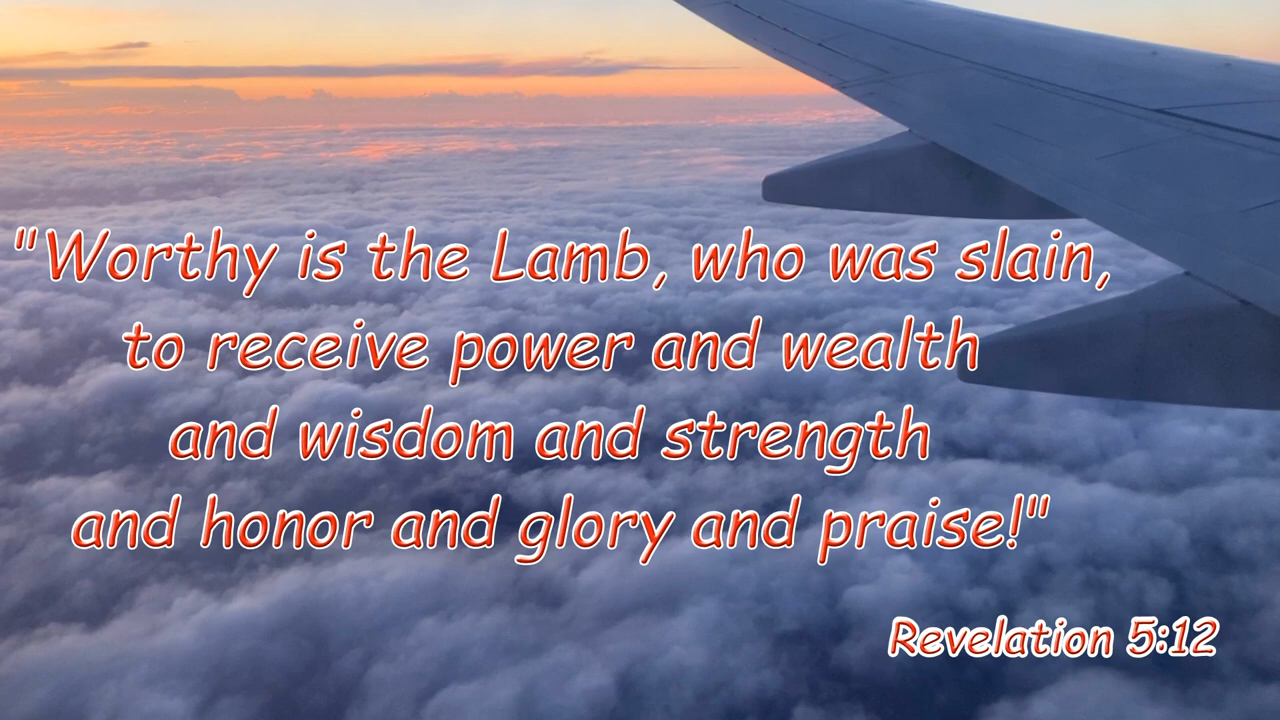 "Worthy is the Lamb, who was slain,
to receive power and wealth
and wisdom and strength
and honor and glory and praise!"
Revelation 5:12